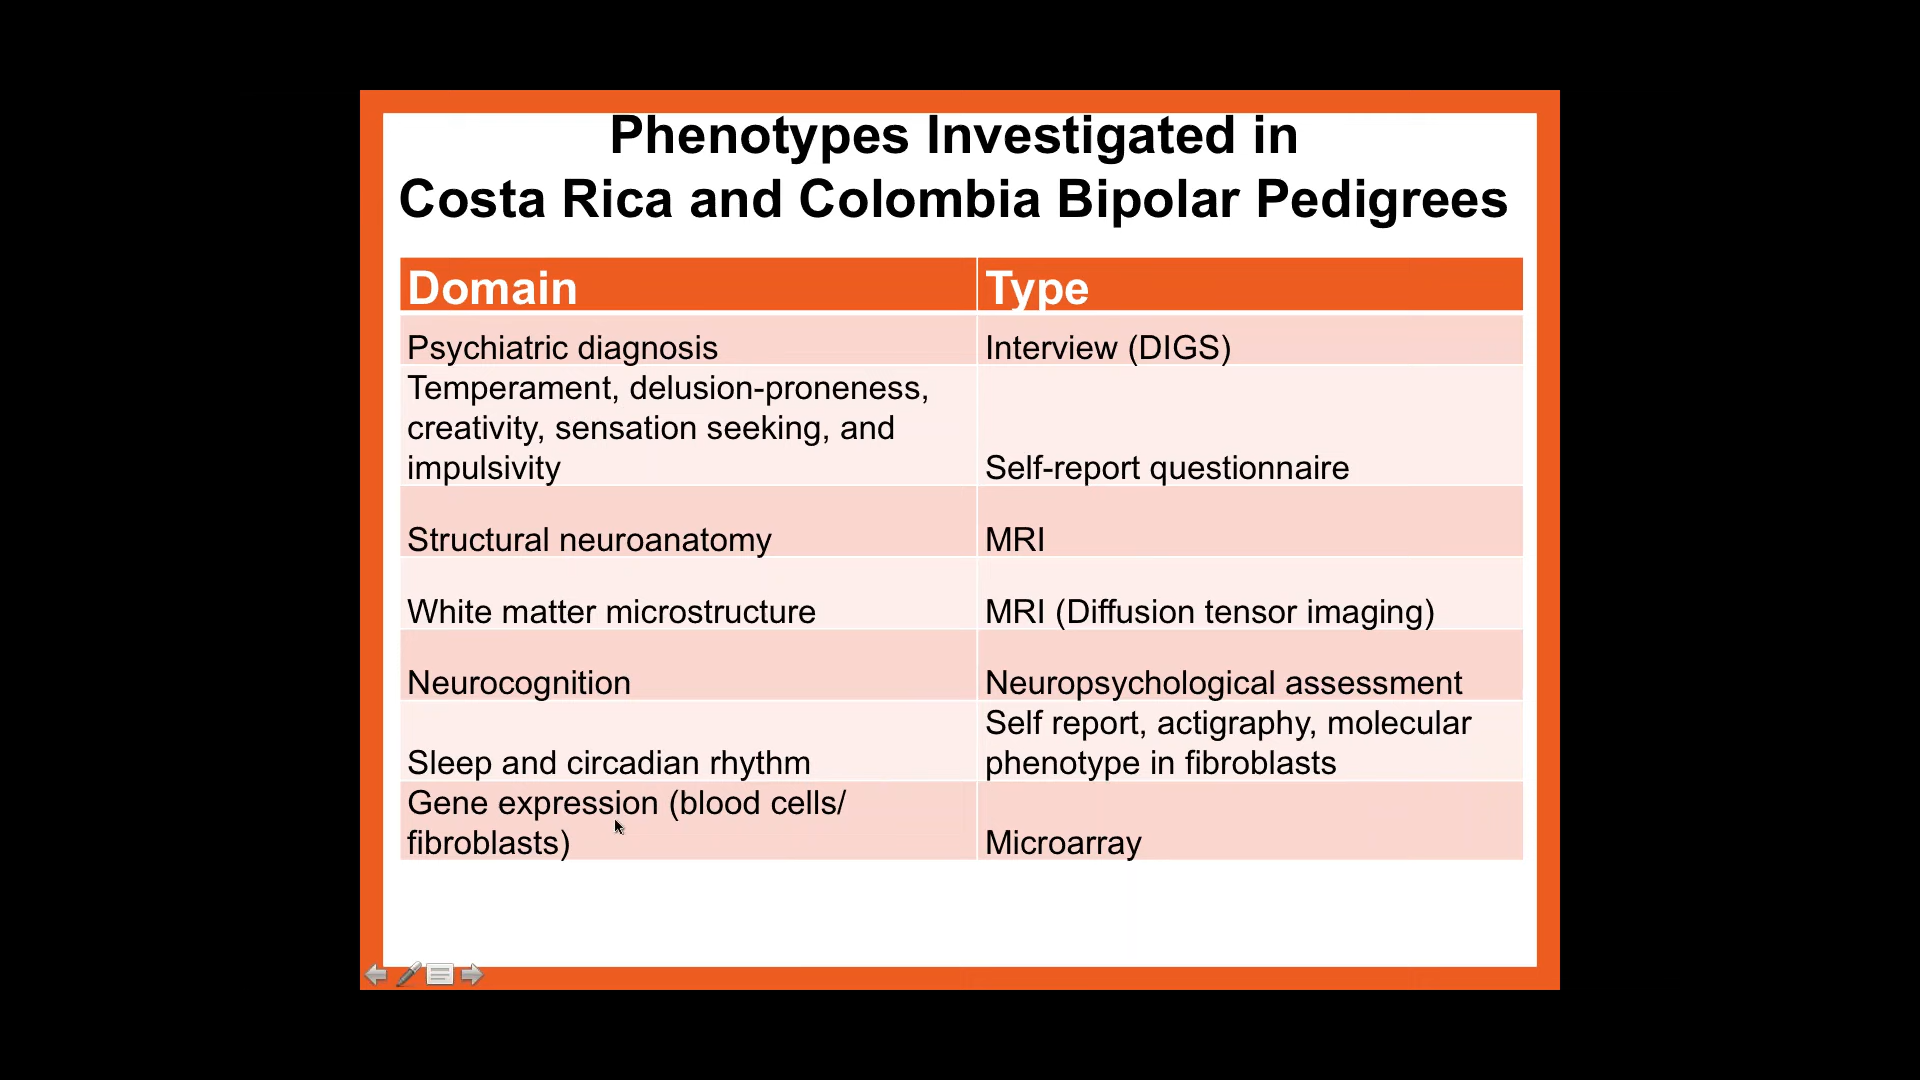 Phenotypes Investigated in
Costa Rica and Colombia Bipolar Pedigrees
Domain
Type
Psychiatric diagnosis
Interview (DIGS)
Temperament, delusion-proneness,
creativity, sensation seeking, and
impulsivity
Self-report questionnaire
Structural neuroanatomy
MRI
White matter microstructure
MRI (Diffusion tensor imaging)
Neurocognition
Neuropsychological assessment
Sleep and circadian rhythm
Self report, actigraphy, molecular
phenotype in fibroblasts
Gene expression (blood cells/
fibroblasts)
Microarray